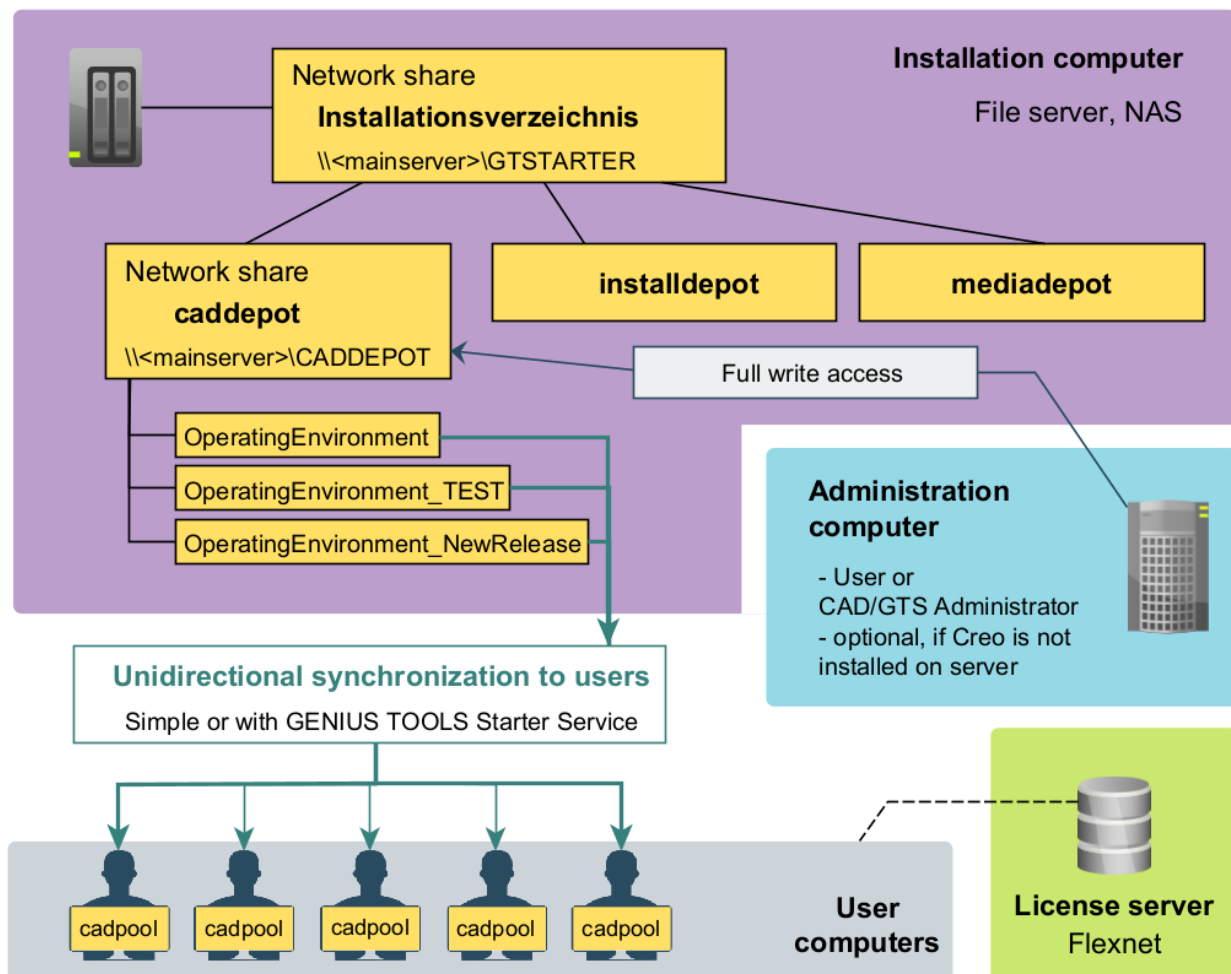 Network share
Installationsverzeichnis
\\<mainserver>\GTSTARTER
Installation computer
File server, NAS
Network share
caddepot
\\<mainserver>\CADDEPOT
installdepot
mediadepot
Full write access
OperatingEnvironment
OperatingEnvironment_TEST
OperatingEnvironment_NewRelease
Administration
computer
- User or
CAD/GTS Administrator
- optional, if Creo is not
installed on server
Unidirectional synchronization to users
Simple or with GENIUS TOOLS Starter Service
cadpool
cadpool
cadpool
cadpool
cadpool
User
computers
License server
Flexnet